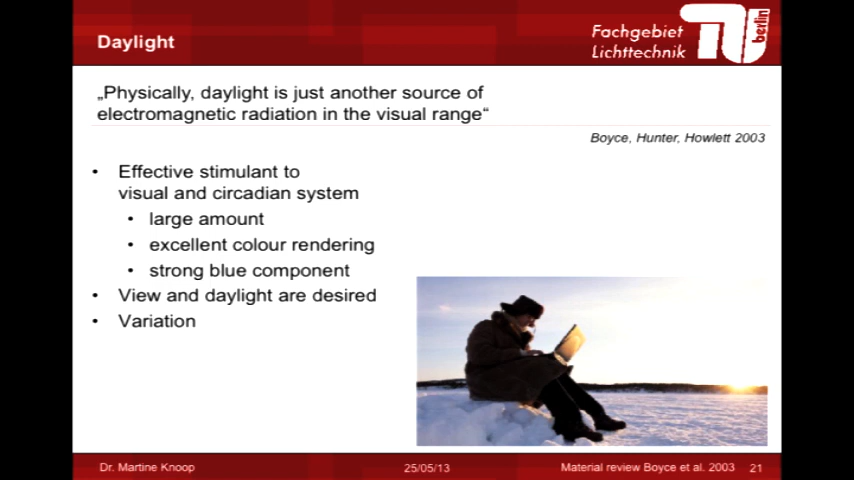 Daylight
Fachgebiet
Lichttechnik
TU
berlin
„Physically, daylight is just another source of
electromagnetic radiation in the visual range“
Boyce, Hunter, Howlett 2003
• Effective stimulant to
visual and circadian system
• large amount
• excellent colour rendering
• strong blue component
• View and daylight are desired
• Variation
Dr. Martine Knoop
25/05/13
Material review Boyce et al. 2003
21